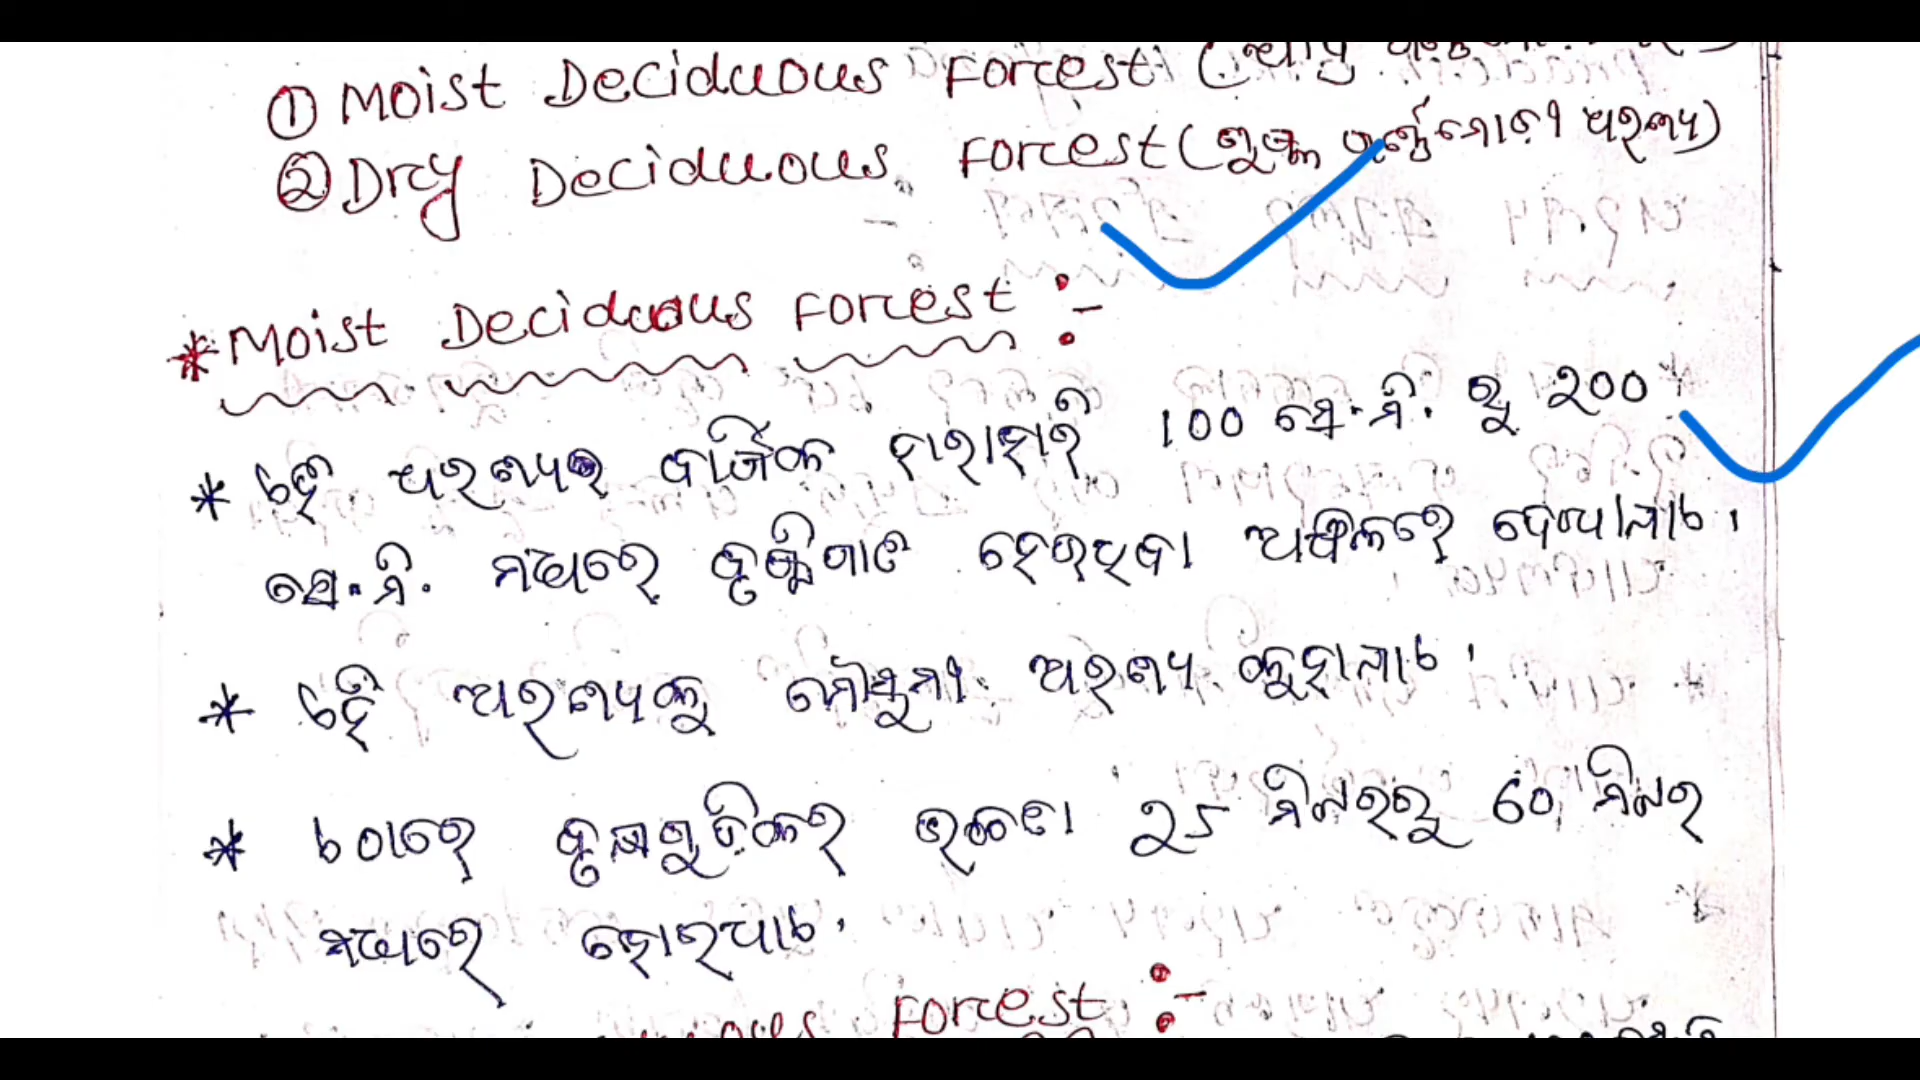 ① Moist Deciduous Forest (
② Dry Deciduous Forest (ଶୁଷ୍କ ପର୍ଣ୍ଣମୋଚୀ ଅରଣ୍ୟ)
* Moist Deciduous Forest :-
* ଏହି ଅରଣ୍ୟର ବାର୍ଷିକ ହାରାହାରି 100 ସେ.ମି. ରୁ ୨୦୦
ସେ.ମି. ମଧ୍ୟରେ ବୃଷ୍ଟିପାତ ହେଉଥିବା ଅଞ୍ଚଳରେ ଦେଖାଯାଏ ।
* ଏହି ଅରଣ୍ୟକୁ ମୌସୁମୀ ଅରଣ୍ୟ କୁହାଯାଏ ।
* ଏଠାରେ ବୃକ୍ଷଗୁଡ଼ିକର ଉଚ୍ଚତା ୨୫ ମିଟରରୁ 60 ମିଟର
ମଧ୍ୟରେ ହୋଇଥାଏ ।
Forest :-